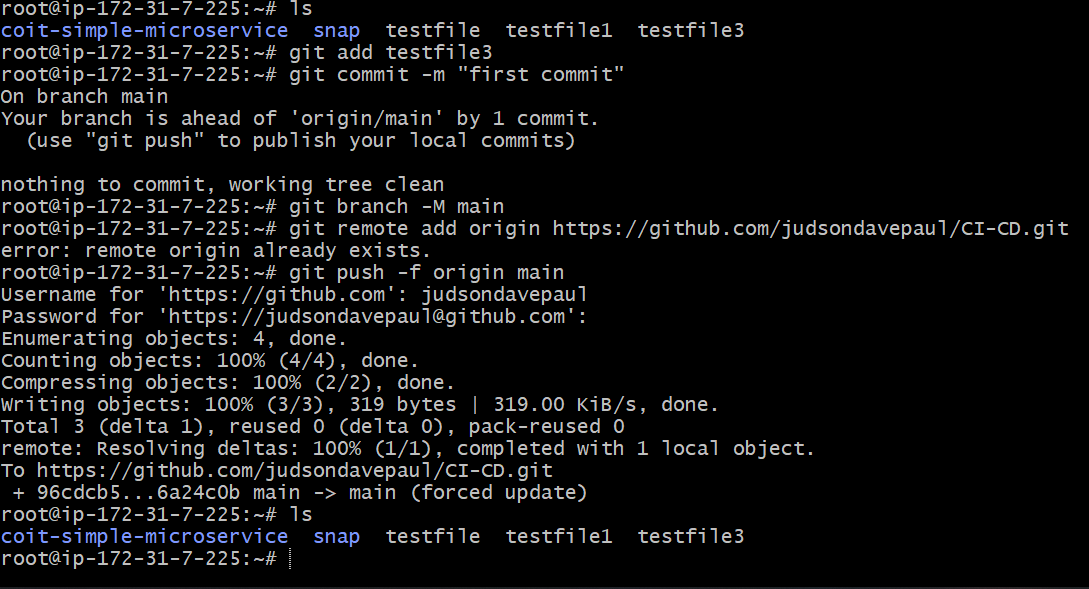 root@ip-172-31-7-225:~# ls
coit-simple-microservice  snap  testfile  testfile1  testfile3
root@ip-172-31-7-225:~# git add testfile3
root@ip-172-31-7-225:~# git commit -m "first commit"
On branch main
Your branch is ahead of 'origin/main' by 1 commit.
  (use "git push" to publish your local commits)

nothing to commit, working tree clean
root@ip-172-31-7-225:~# git branch -M main
root@ip-172-31-7-225:~# git remote add origin https://github.com/judsondavepaul/CI-CD.git
error: remote origin already exists.
root@ip-172-31-7-225:~# git push -f origin main
Username for 'https://github.com': judsondavepaul
Password for 'https://judsondavepaul@github.com':
Enumerating objects: 4, done.
Counting objects: 100% (4/4), done.
Compressing objects: 100% (2/2), done.
Writing objects: 100% (3/3), 319 bytes | 319.00 KiB/s, done.
Total 3 (delta 1), reused 0 (delta 0), pack-reused 0
remote: Resolving deltas: 100% (1/1), completed with 1 local object.
To https://github.com/judsondavepaul/CI-CD.git
 + 96cdcb5...6a24c0b main -> main (forced update)
root@ip-172-31-7-225:~# ls
coit-simple-microservice  snap  testfile  testfile1  testfile3
root@ip-172-31-7-225:~#